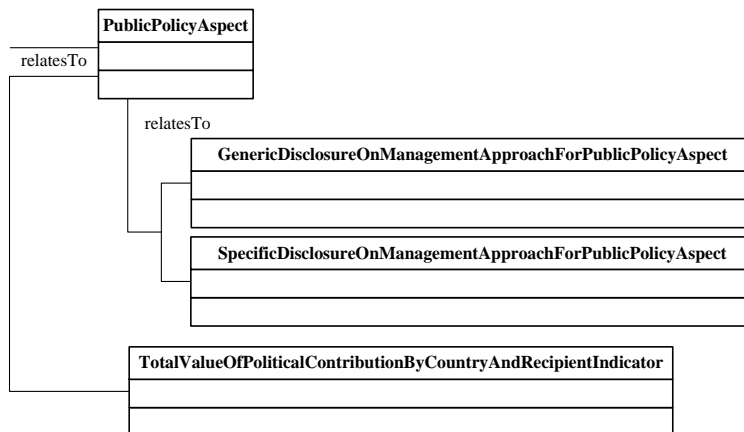 PublicPolicyAspect
relatesTo
relatesTo
GenericDisclosureOnManagementApproachForPublicPolicyAspect
SpecificDisclosureOnManagementApproachForPublicPolicyAspect
TotalValueOfPoliticalContributionByCountryAndRecipientIndicator